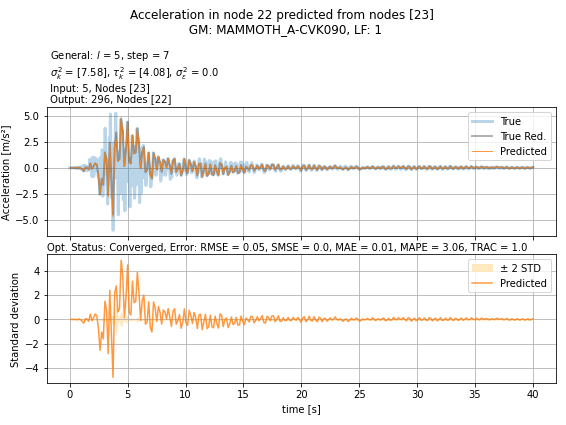 Acceleration in node 22 predicted from nodes [23]
GM: MAMMOTH_A-CVK090, LF: 1
General: l = 5, step = 7
σ²ₖ = [7.58], τ²ₖ = [4.08], σ²_ε = 0.0
Input: 5, Nodes [23]
Output: 296, Nodes [22]
Acceleration [m/s²]
5.0
2.5
0.0
−2.5
−5.0
True
True Red.
Predicted
Opt. Status: Converged, Error: RMSE = 0.05, SMSE = 0.0, MAE = 0.01, MAPE = 3.06, TRAC = 1.0
Standard deviation
4
2
0
−2
−4
± 2 STD
Predicted
0 5 10 15 20 25 30 35 40
time [s]